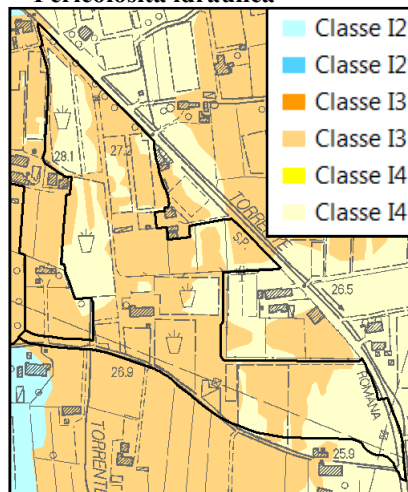 Pericolosità idraulica
Classe I2
Classe I2
Classe I3
Classe I3
Classe I4
Classe I4
28.1
27.2
TORRENTE
S.P.
26.5
26.9
ROMANA
TORRENTE
25.9